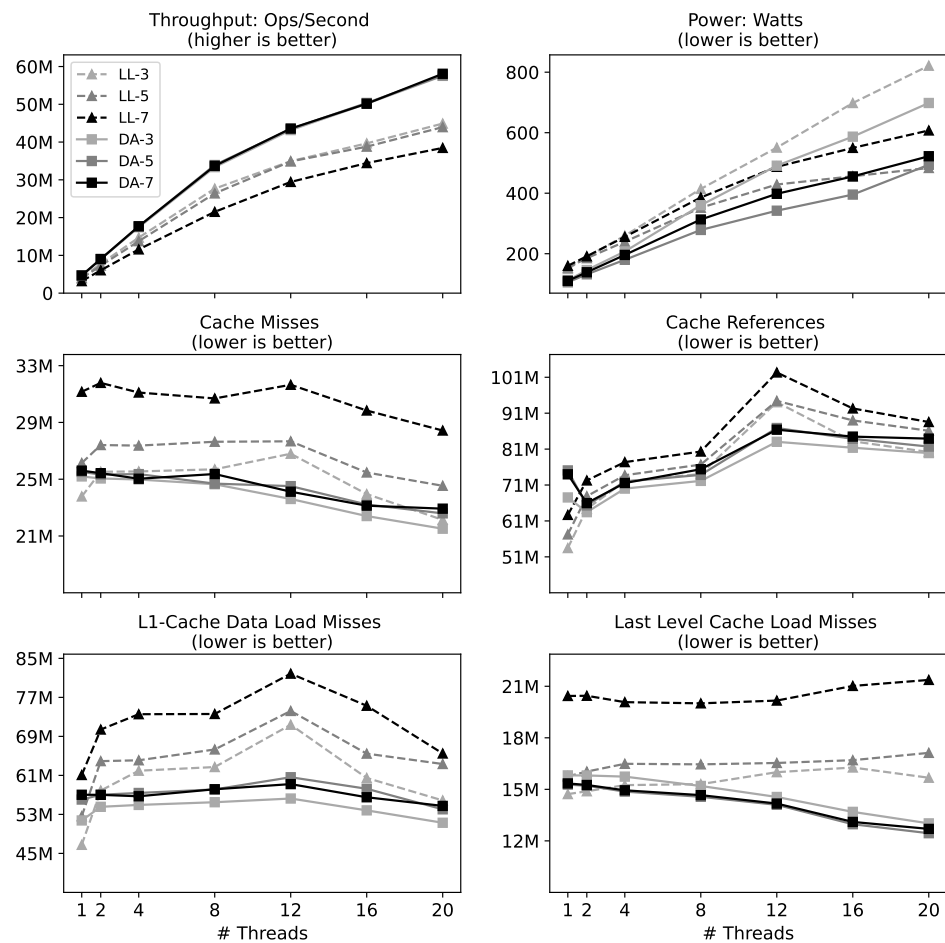 Throughput: Ops/Second
(higher is better)
60M
50M
40M
30M
20M
10M
0
LL-3
LL-5
LL-7
DA-3
DA-5
DA-7
Power: Watts
(lower is better)
800
600
400
200
Cache Misses
(lower is better)
33M
29M
25M
21M
Cache References
(lower is better)
101M
91M
81M
71M
61M
51M
L1-Cache Data Load Misses
(lower is better)
85M
77M
69M
61M
53M
45M
1 2 4 8 12 16 20
# Threads
Last Level Cache Load Misses
(lower is better)
21M
18M
15M
12M
1 2 4 8 12 16 20
# Threads